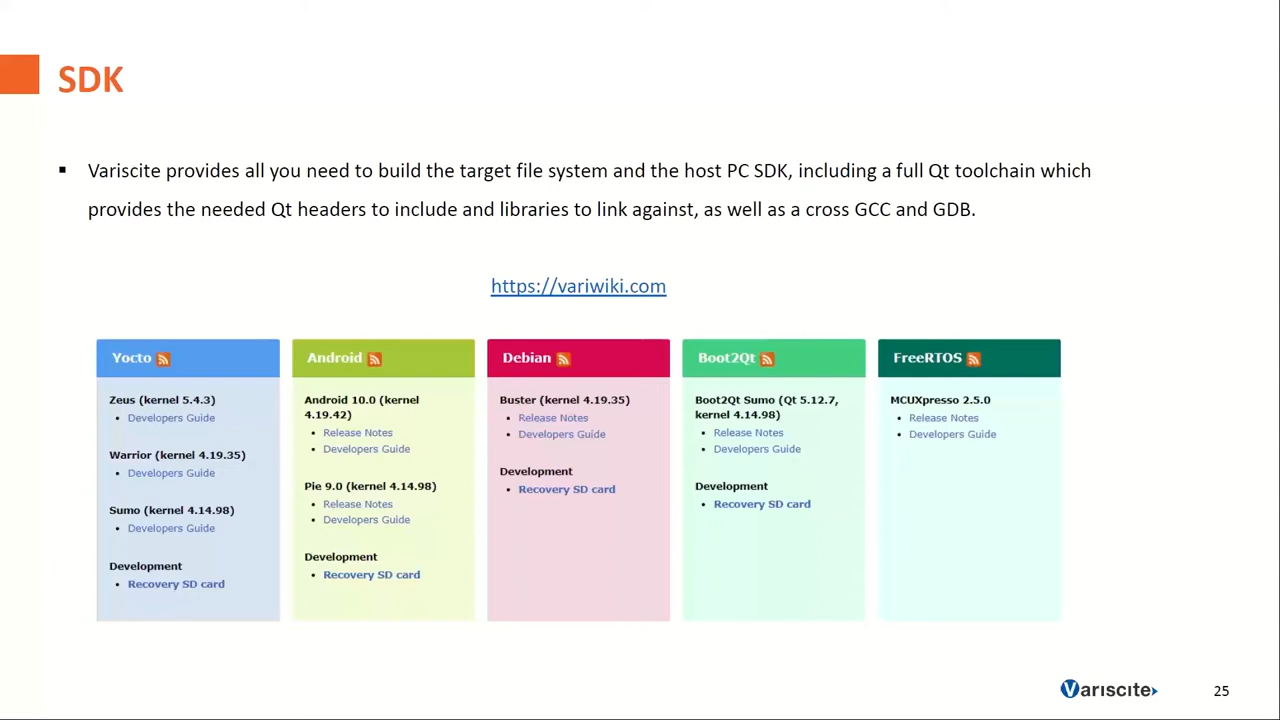 SDK
▪ Variscite provides all you need to build the target file system and the host PC SDK, including a full Qt toolchain which
provides the needed Qt headers to include and libraries to link against, as well as a cross GCC and GDB.
https://variwiki.com
Yocto
Zeus (kernel 5.4.3)
• Developers Guide
Warrior (kernel 4.19.35)
• Developers Guide
Sumo (kernel 4.14.98)
• Developers Guide
Development
• Recovery SD card
Android
Android 10.0 (kernel
4.19.42)
• Release Notes
• Developers Guide
Pie 9.0 (kernel 4.14.98)
• Release Notes
• Developers Guide
Development
• Recovery SD card
Debian
Buster (kernel 4.19.35)
• Release Notes
• Developers Guide
Development
• Recovery SD card
Boot2Qt
Boot2Qt Sumo (Qt 5.12.7,
kernel 4.14.98)
• Release Notes
• Developers Guide
Development
• Recovery SD card
FreeRTOS
MCUXpresso 2.5.0
• Release Notes
• Developers Guide
Variscite
25